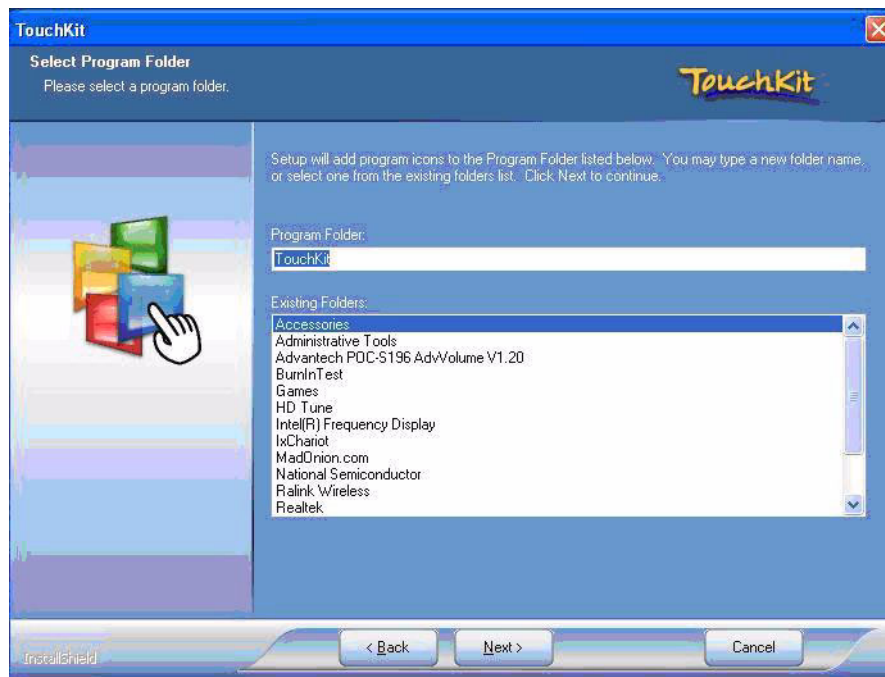 TouchKit
Select Program Folder
Please select a program folder.
TouchKit
Setup will add program icons to the Program Folder listed below. You may type a new folder name,
or select one from the existing folders list. Click Next to continue.
Program Folder:
TouchKit
Existing Folders:
Accessories
Administrative Tools
Advantech POC-S196 AdvVolume V1.20
BurnInTest
Games
HD Tune
Intel(R) Frequency Display
IxChariot
MadOnion.com
National Semiconductor
Ralink Wireless
Realtek
InstallShield
< Back
Next >
Cancel